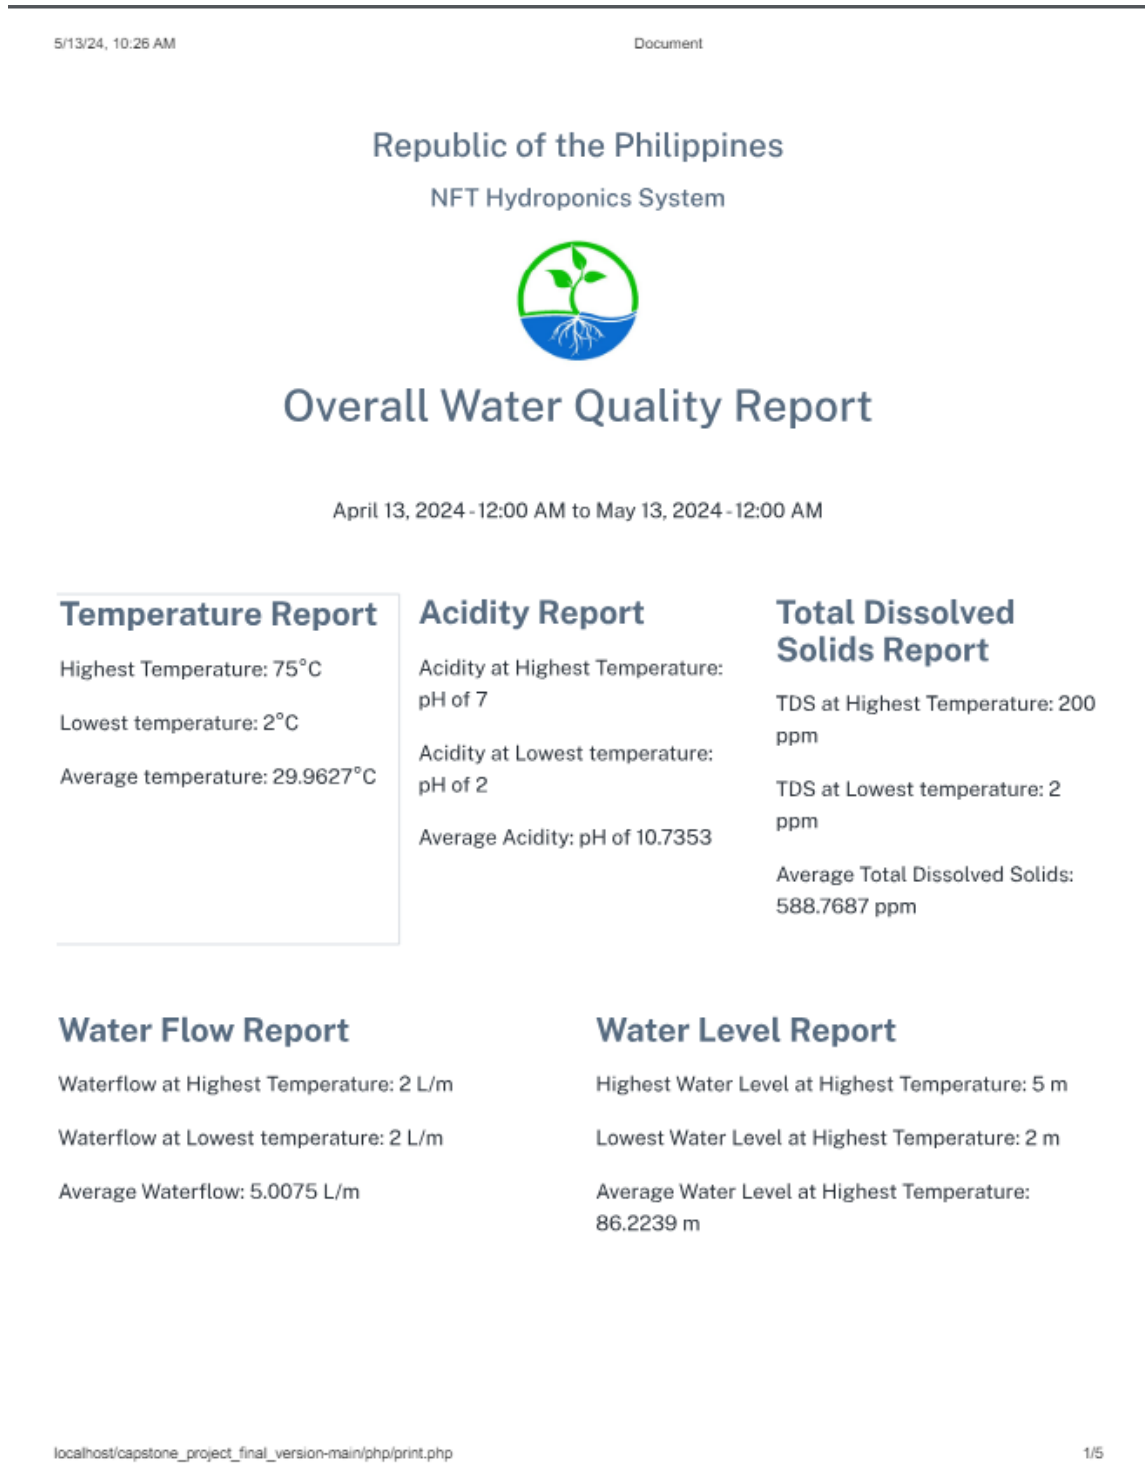 5/13/24, 10:26 AM
Document
Republic of the Philippines
NFT Hydroponics System
Overall Water Quality Report
April 13, 2024 - 12:00 AM to May 13, 2024 - 12:00 AM
Temperature Report
Highest Temperature: 75°C
Lowest temperature: 2°C
Average temperature: 29.9627°C
Acidity Report
Acidity at Highest Temperature:
pH of 7
Acidity at Lowest temperature:
pH of 2
Average Acidity: pH of 10.7353
Total Dissolved
Solids Report
TDS at Highest Temperature: 200
ppm
TDS at Lowest temperature: 2
ppm
Average Total Dissolved Solids:
588.7687 ppm
Water Flow Report
Waterflow at Highest Temperature: 2 L/m
Waterflow at Lowest temperature: 2 L/m
Average Waterflow: 5.0075 L/m
Water Level Report
Highest Water Level at Highest Temperature: 5 m
Lowest Water Level at Highest Temperature: 2 m
Average Water Level at Highest Temperature:
86.2239 m
localhost/capstone_project_final_version-main/php/print.php
1/5